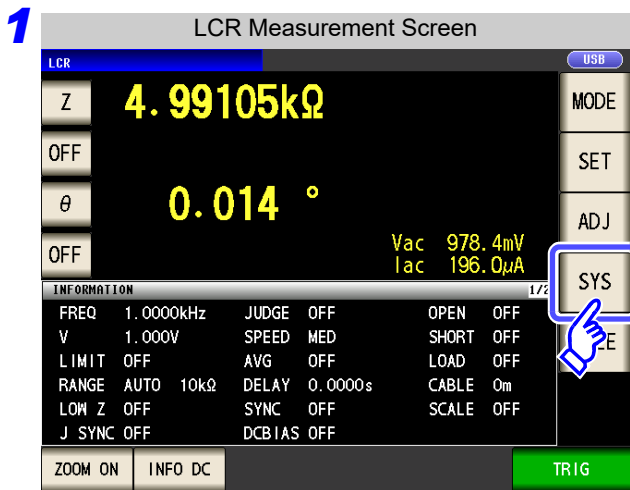 1
LCR Measurement Screen
LCR
USB
Z
4.99105kΩ
MODE
OFF
SET
θ
0.014 °
ADJ
OFF
Vac 978.4mV
Iac 196.0μA
SYS
INFORMATION
FREQ 1.0000kHz JUDGE OFF OPEN OFF
V 1.000V SPEED MED SHORT OFF
LIMIT OFF AVG OFF LOAD OFF
RANGE AUTO 10kΩ DELAY 0.0000s CABLE 0m
LOW Z OFF SYNC OFF SCALE OFF
J SYNC OFF DCBIAS OFF
ZOOM ON INFO DC TRIG